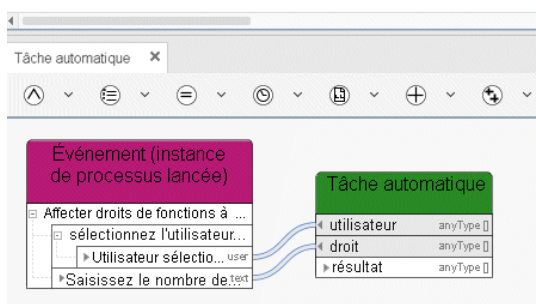 Tâche automatique ×
Événement (instance
de processus lancée)
Affecter droits de fonctions à ...
sélectionnez l'utilisateur...
Utilisateur sélectio... user
Saisissez le nombre de... text
Tâche automatique
utilisateur anyType []
droit anyType []
résultat anyType []